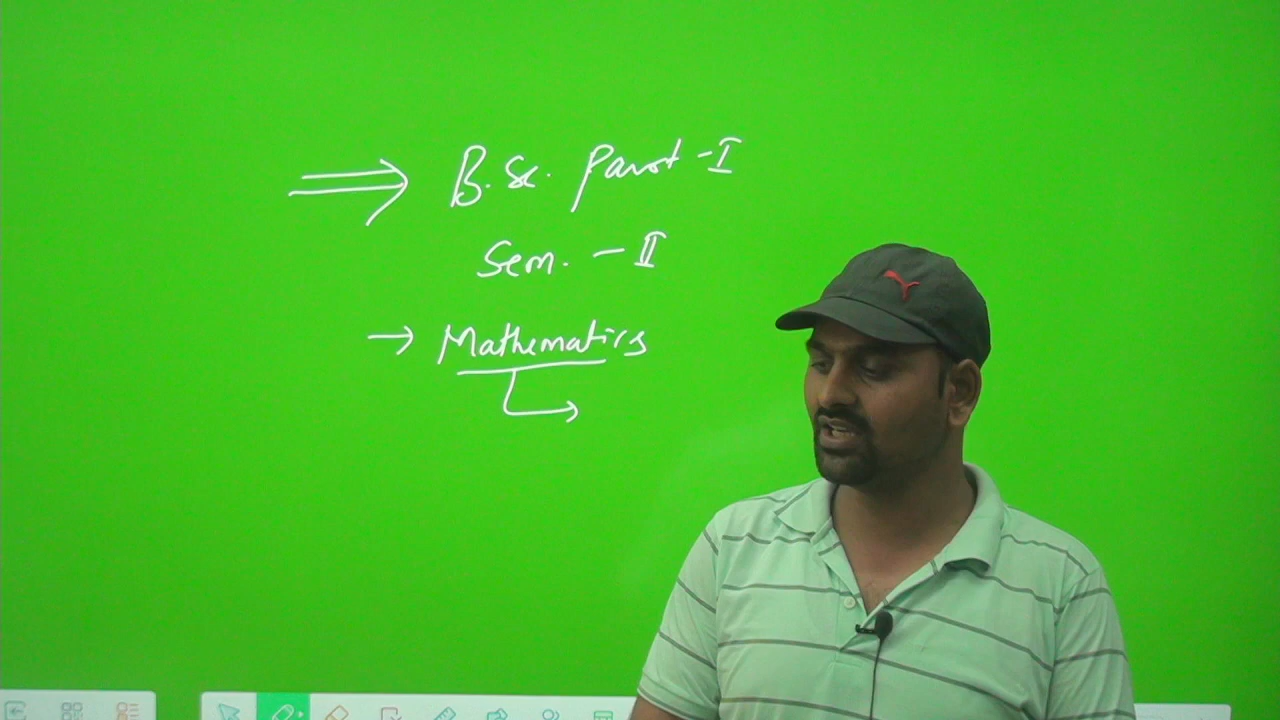 ⇒ B.Sc. Part-I
Sem. - II
→ Mathematics